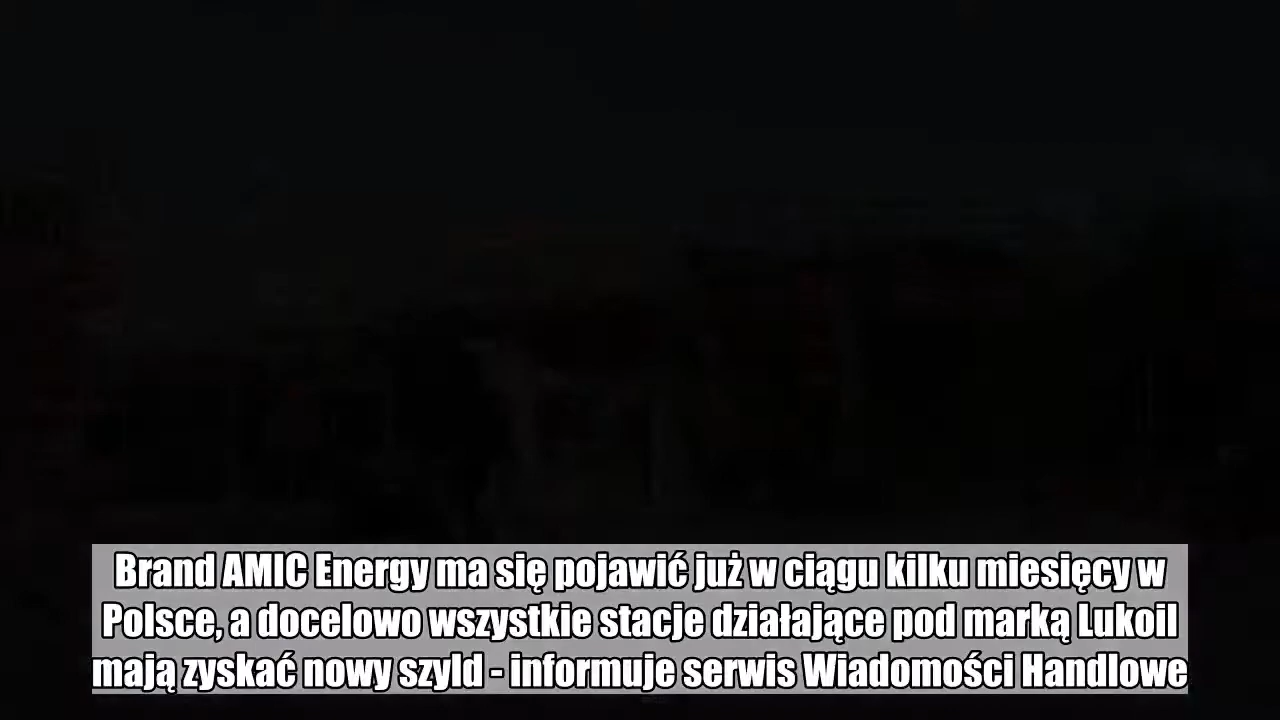 Brand AMIC Energy ma się pojawić już w ciągu kilku miesięcy w
Polsce, a docelowo wszystkie stacje działające pod marką Lukoil
mają zyskać nowy szyld - informuje serwis Wiadomości Handlowe